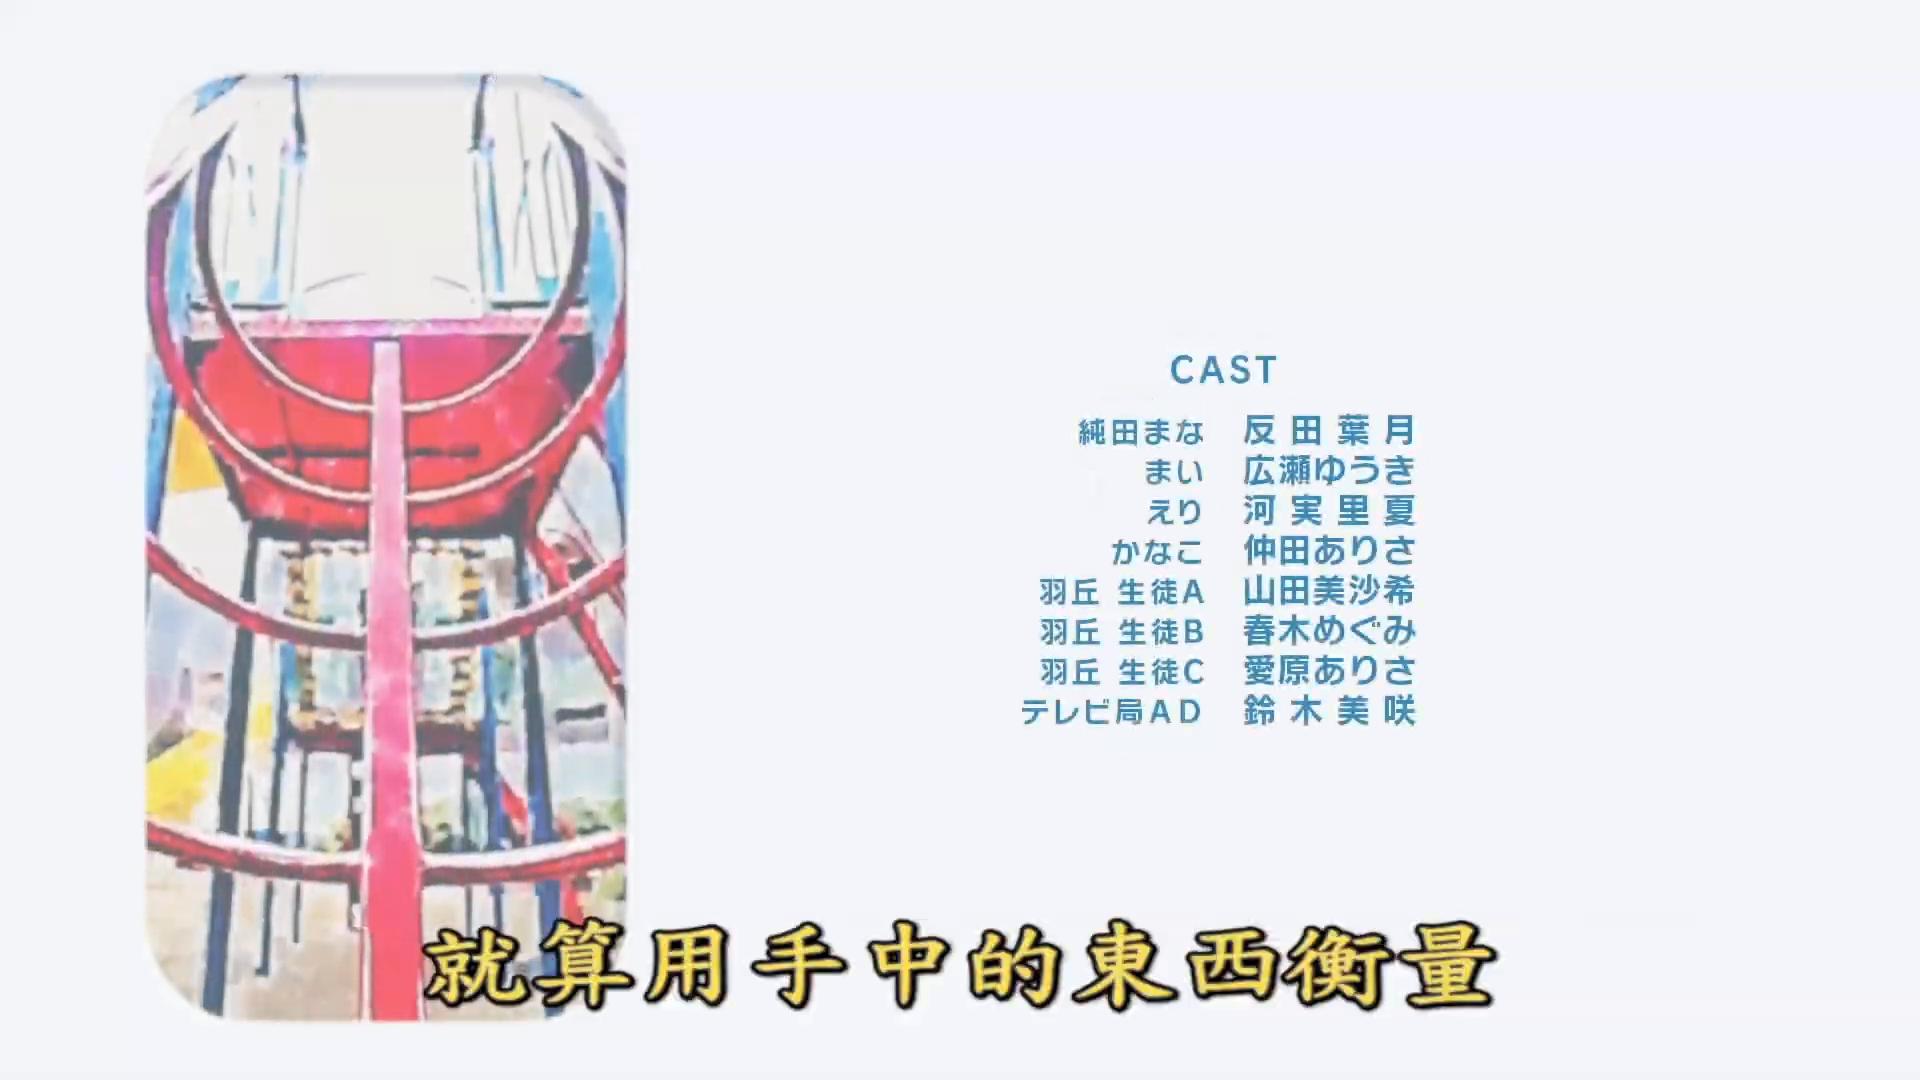 CAST
純田まな 反田葉月
まい 広瀬ゆうき
えり 河実里夏
かなこ 仲田ありさ
羽丘 生徒A 山田美沙希
羽丘 生徒B 春木めぐみ
羽丘 生徒C 愛原ありさ
テレビ局AD 鈴木美咲
就算用手中的東西衡量